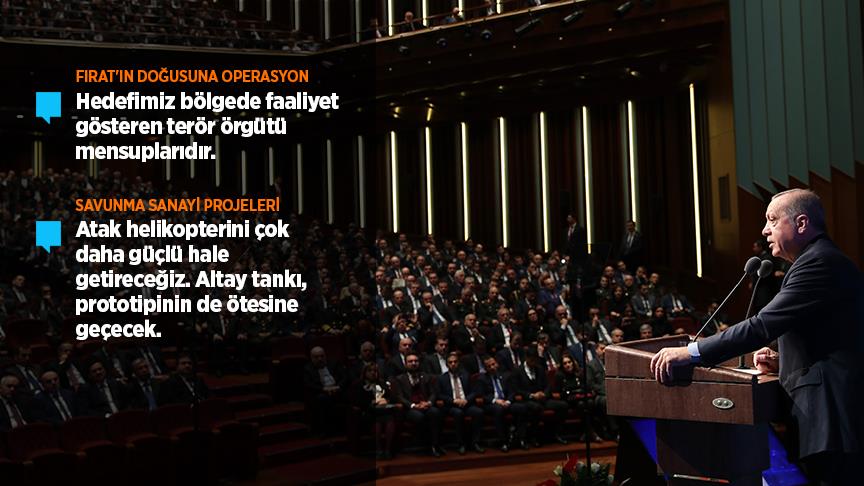 FIRAT'IN DOĞUSUNA OPERASYON
Hedefimiz bölgede faaliyet
gösteren terör örgütü
mensuplarıdır.
SAVUNMA SANAYİ PROJELERİ
Atak helikopterini çok
daha güçlü hale
getireceğiz. Altay tankı,
prototipinin de ötesine
geçecek.